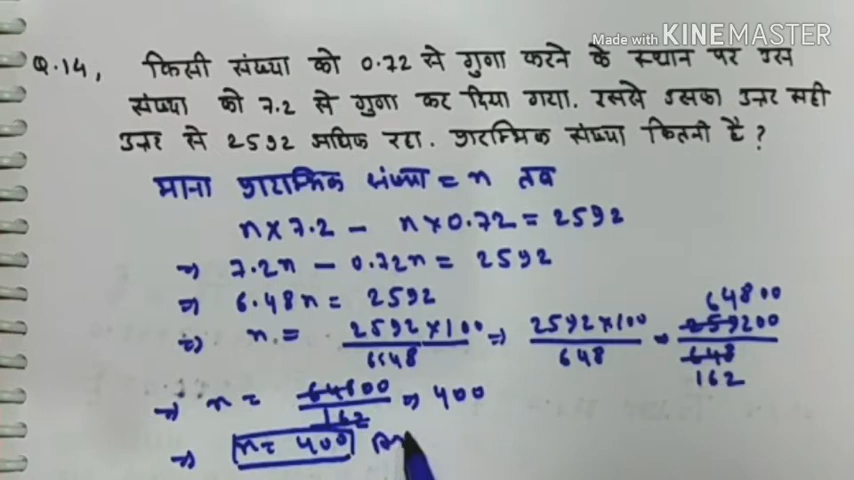 Made with KINEMASTER
Q.14, किसी संख्या को 0.72 से गुणा करने के स्थान पर उस
संख्या को 7.2 से गुणा कर दिया गया. इससे उसका उत्तर सही
उत्तर से 2592 अधिक रहा. प्रारम्भिक संख्या कितनी है ?
माना प्रारम्भिक संख्या = n तब
n × 7.2 - n × 0.72 = 2592
⇒ 7.2n - 0.72n = 2592
⇒ 6.48n = 2592
⇒ n = 2592 × 100 / 648 ⇒ 2592 × 100 / 648 = 64800 259200 / 648 162
⇒ n = 64800 / 162 ⇒ 400
⇒ n = 400